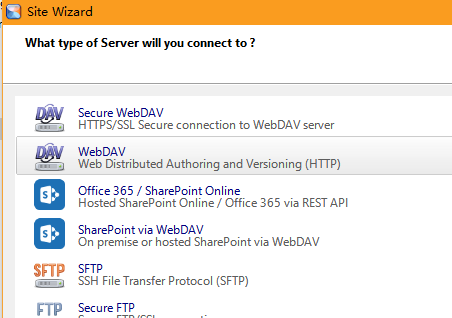 Site Wizard
What type of Server will you connect to ?
DAV
Secure WebDAV
HTTPS/SSL Secure connection to WebDAV server
DAV
WebDAV
Web Distributed Authoring and Versioning (HTTP)
S
Office 365 / SharePoint Online
Hosted SharePoint Online / Office 365 via REST API
S
SharePoint via WebDAV
On premise or hosted SharePoint via WebDAV
SFTP
SFTP
SSH File Transfer Protocol (SFTP)
FTP
Secure FTP